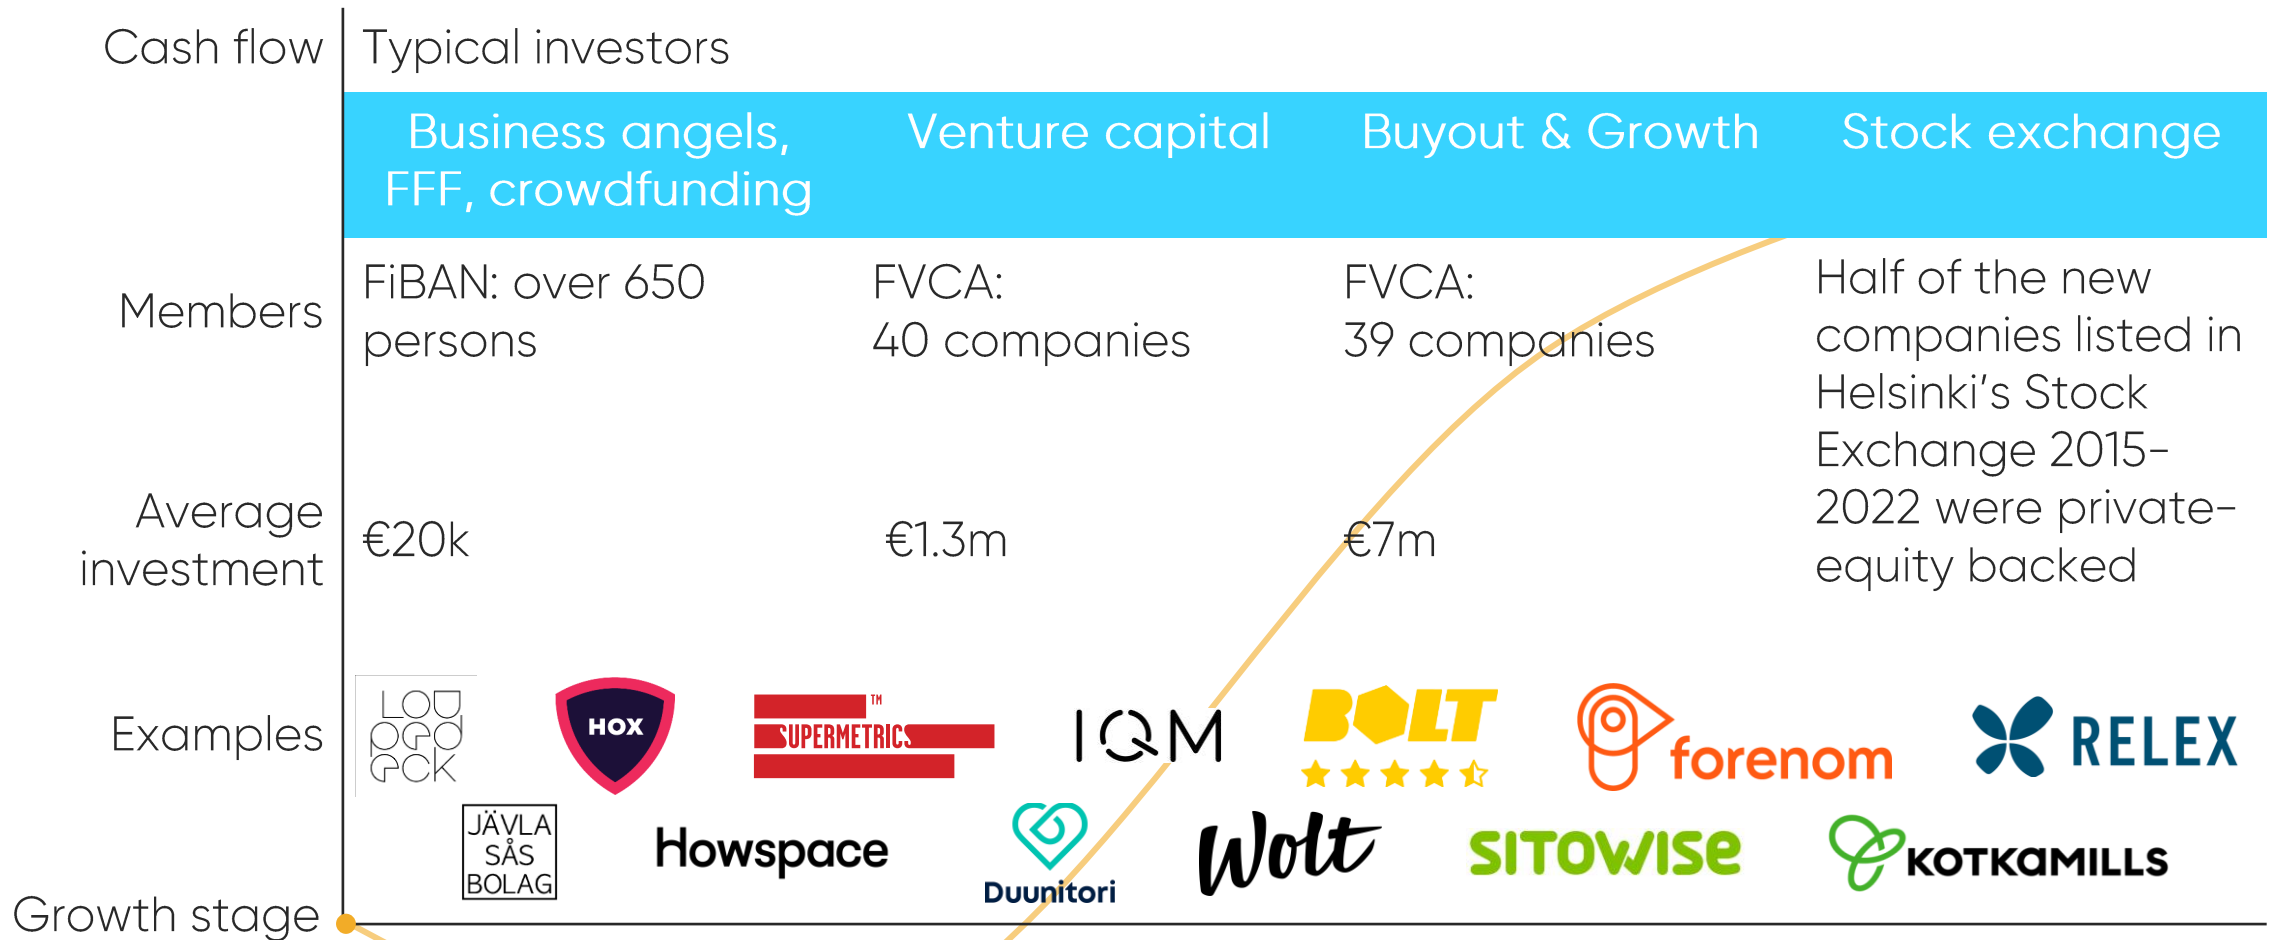 Cash flow
Typical investors
Business angels,
FFF, crowdfunding
Venture capital
Buyout & Growth
Stock exchange
Members
FiBAN: over 650
persons
FVCA:
40 companies
FVCA:
39 companies
Half of the new
companies listed in
Helsinki's Stock
Exchange 2015-
2022 were private-
equity backed
Average
investment
€20k
€1.3m
€7m
Examples
LOU
PED
ECK
HOX
SUPERMETRICS™
IQM
BOLT
forenom
RELEX
JÄVLA
SÅS
BOLAG
Howspace
Duunitori
Wolt
SITOWISE
KOTKAMILLS
Growth stage